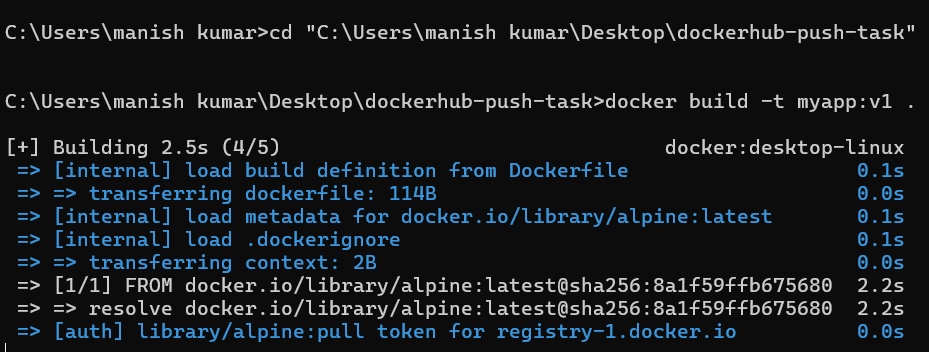 C:\Users\manish kumar>cd "C:\Users\manish kumar\Desktop\dockerhub-push-task"
C:\Users\manish kumar\Desktop\dockerhub-push-task>docker build -t myapp:v1 .
[+] Building 2.5s (4/5) docker:desktop-linux
=> [internal] load build definition from Dockerfile 0.1s
=> => transferring dockerfile: 114B 0.0s
=> [internal] load metadata for docker.io/library/alpine:latest 0.1s
=> [internal] load .dockerignore 0.1s
=> => transferring context: 2B 0.0s
=> [1/1] FROM docker.io/library/alpine:latest@sha256:8a1f59ffb675680 2.2s
=> => resolve docker.io/library/alpine:latest@sha256:8a1f59ffb675680 2.2s
=> [auth] library/alpine:pull token for registry-1.docker.io 0.0s